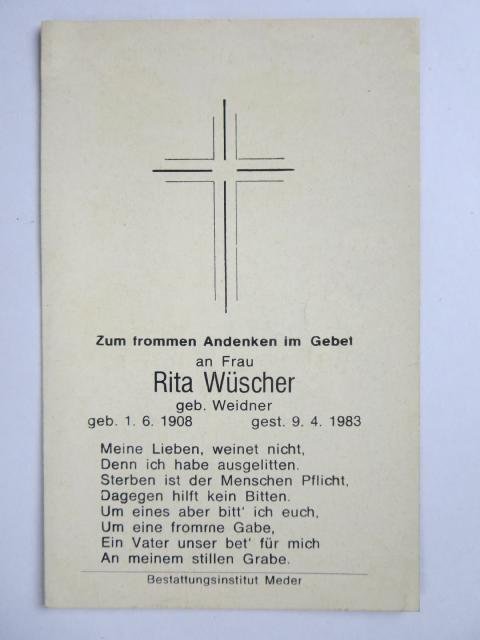 Zum frommen Andenken im Gebet
an Frau
Rita Wüscher
geb. Weidner
geb. 1. 6. 1908 gest. 9. 4. 1983
Meine Lieben, weinet nicht,
Denn ich habe ausgelitten.
Sterben ist der Menschen Pflicht,
Dagegen hilft kein Bitten.
Um eines aber bitt' ich euch,
Um eine fromrne Gabe,
Ein Vater unser bet' für mich
An meinem stillen Grabe.
Bestattungsinstitut Meder